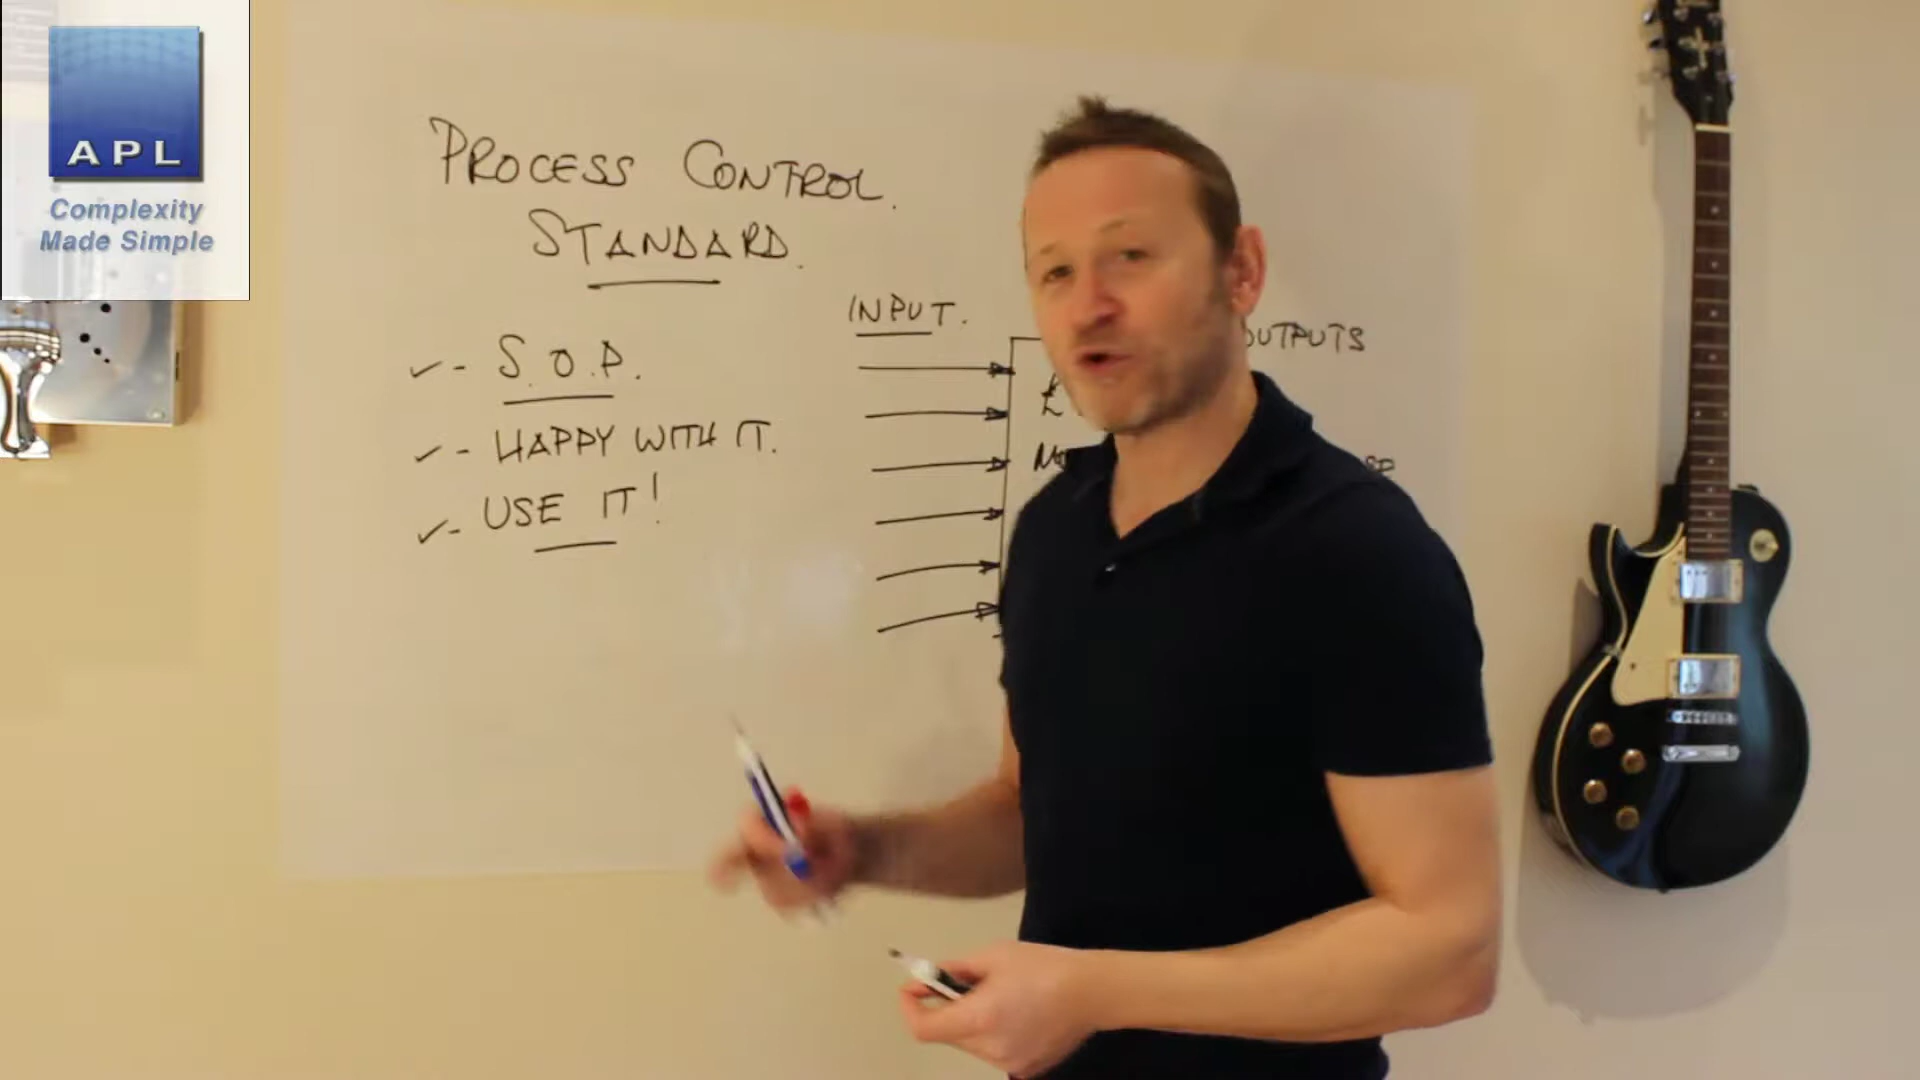 APL
Complexity
Made Simple
PROCESS CONTROL.
STANDARD.
✓- S.O.P.
✓- HAPPY WITH IT.
✓- USE IT!
INPUT.
OUTPUTS
£